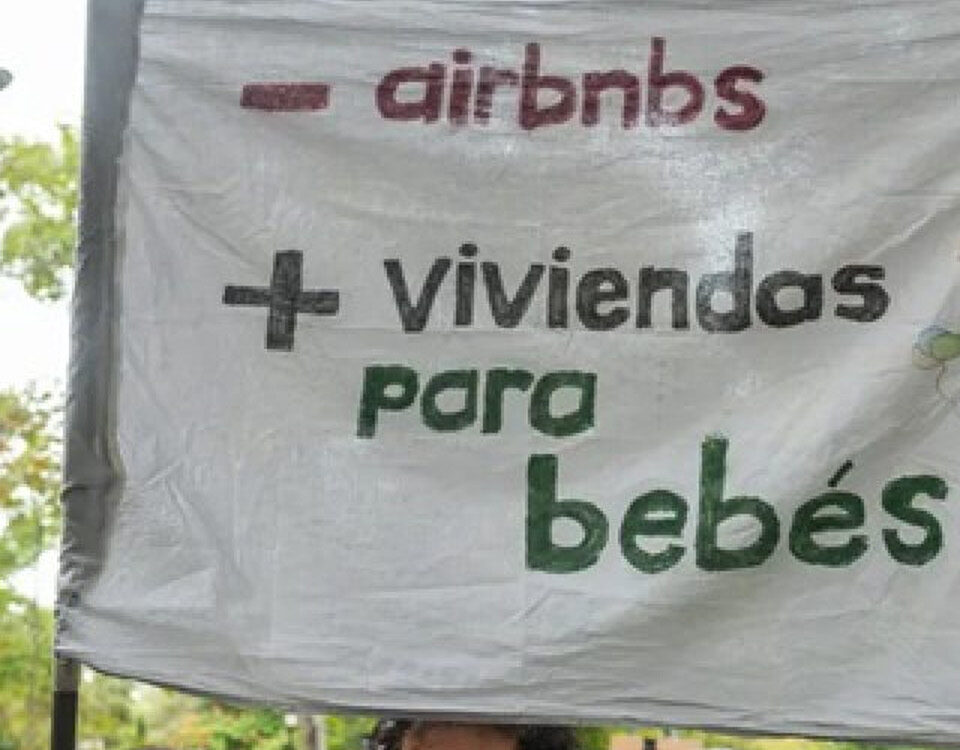 - airbnbs
+ viviendas
para
bebés